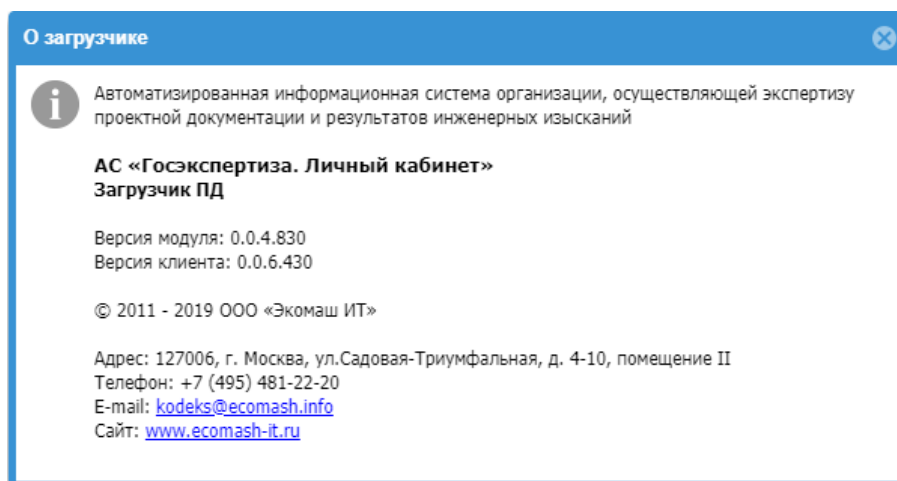 О загрузчике
Автоматизированная информационная система организации, осуществляющей экспертизу
проектной документации и результатов инженерных изысканий
АС «Госэкспертиза. Личный кабинет»
Загрузчик ПД
Версия модуля: 0.0.4.830
Версия клиента: 0.0.6.430
© 2011 - 2019 ООО «Экомаш ИТ»
Адрес: 127006, г. Москва, ул.Садовая-Триумфальная, д. 4-10, помещение II
Телефон: +7 (495) 481-22-20
E-mail: kodeks@ecomash.info
Сайт: www.ecomash-it.ru